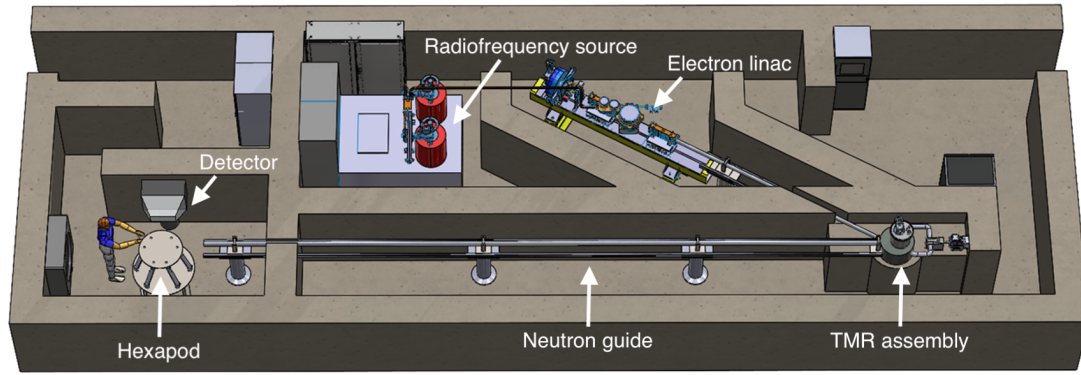 Radiofrequency source
Electron linac
Detector
Hexapod
Neutron guide
TMR assembly